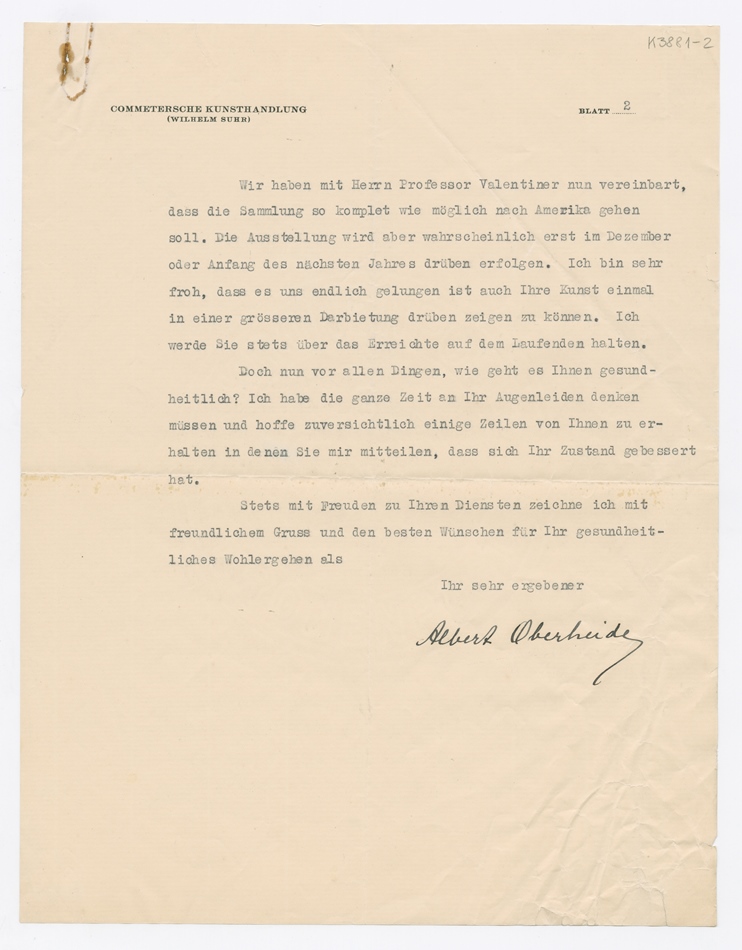 K3881-2
COMMETERSCHE KUNSTHANDLUNG
(WILHELM SUHR)
BLATT 2
Wir haben mit Herrn Professor Valentiner nun vereinbart,
dass die Sammlung so komplet wie möglich nach Amerika gehen
soll. Die Ausstellung wird aber wahrscheinlich erst im Dezember
oder Anfang des nächsten Jahres drüben erfolgen. Ich bin sehr
froh, dass es uns endlich gelungen ist auch Ihre Kunst einmal
in einer grösseren Darbietung drüben zeigen zu können. Ich
werde Sie stets über das Erreichte auf dem Laufenden halten.
Doch nun vor allen Dingen, wie geht es Ihnen gesund-
heitlich? Ich habe die ganze Zeit an Ihr Augenleiden denken
müssen und hoffe zuversichtlich einige Zeilen von Ihnen zu er-
halten in denen Sie mir mitteilen, dass sich Ihr Zustand gebessert
hat.
Stets mit Freuden zu Ihren Diensten zeichne ich mit
freundlichem Gruss und den besten Wünschen für Ihr gesundheit-
liches Wohlergehen als
Ihr sehr ergebener
Albert Oberheide